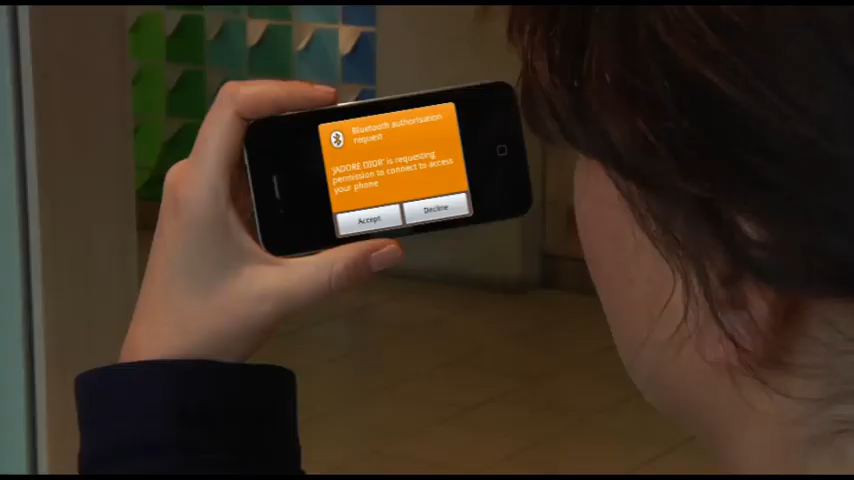 Bluetooth authorisation
request
'JADORE DIOR' is requesting
permission to connect to access
your phone
Accept
Decline